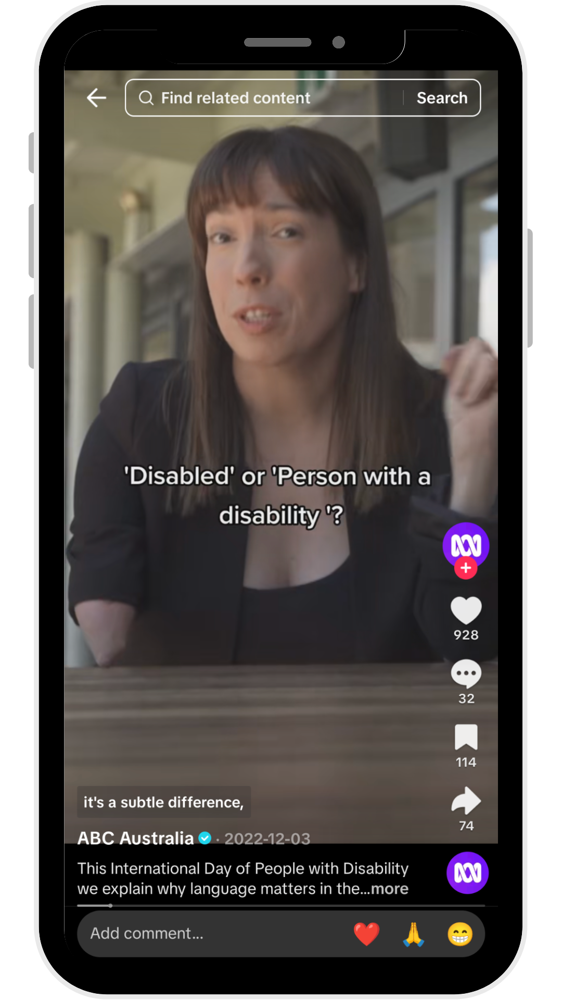 Find related content
Search
'Disabled' or 'Person with a
disability '?
928
32
114
74
it's a subtle difference,
ABC Australia · 2022-12-03
This International Day of People with Disability
we explain why language matters in the...more
Add comment...